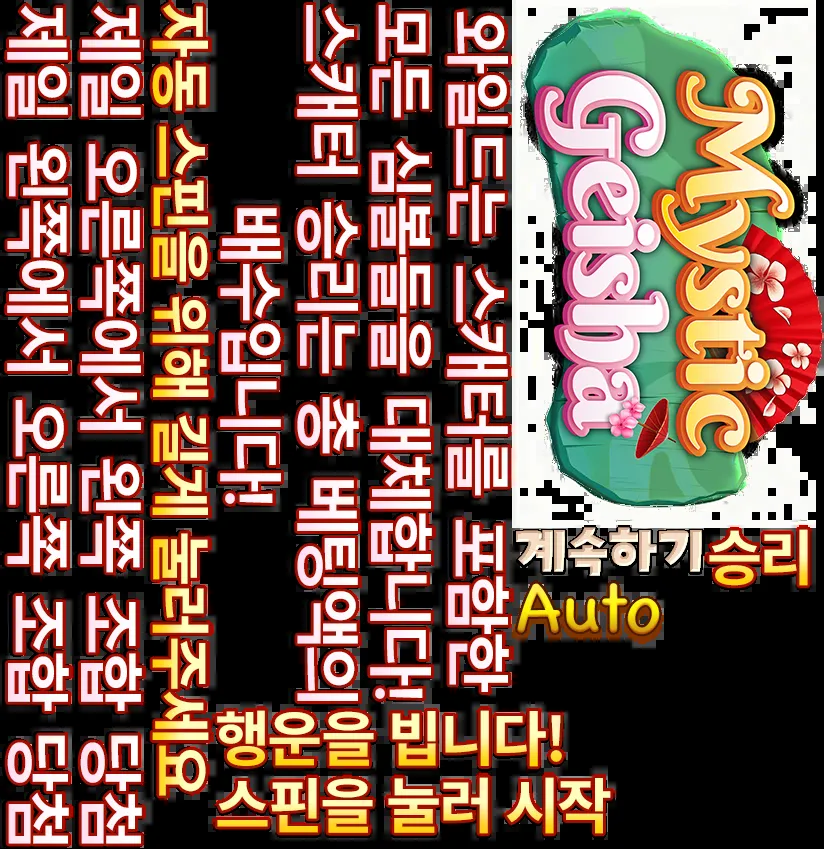 Mystic
Geisha
와일드는 스캐터를 포함한
모든 심볼들을 대체합니다!
스캐터 승리는 총 베팅액의
배수입니다!
자동 스핀을 위해 길게 눌러주세요
제일 오른쪽에서 왼쪽 조합 당첨
제일 왼쪽에서 오른쪽 조합 당첨
계속하기
승리
Auto
행운을 빕니다!
스핀을 눌러 시작